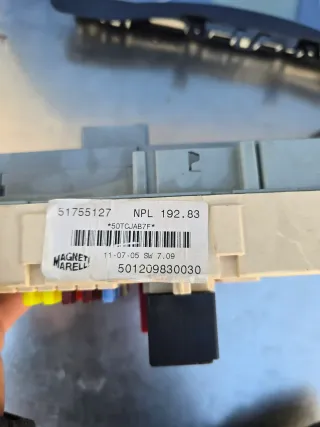 51755127 NPL 192.83
*50TCJAB7F*
11-07-05 SW 7.09
MAGNETI MARELLI
501209830030